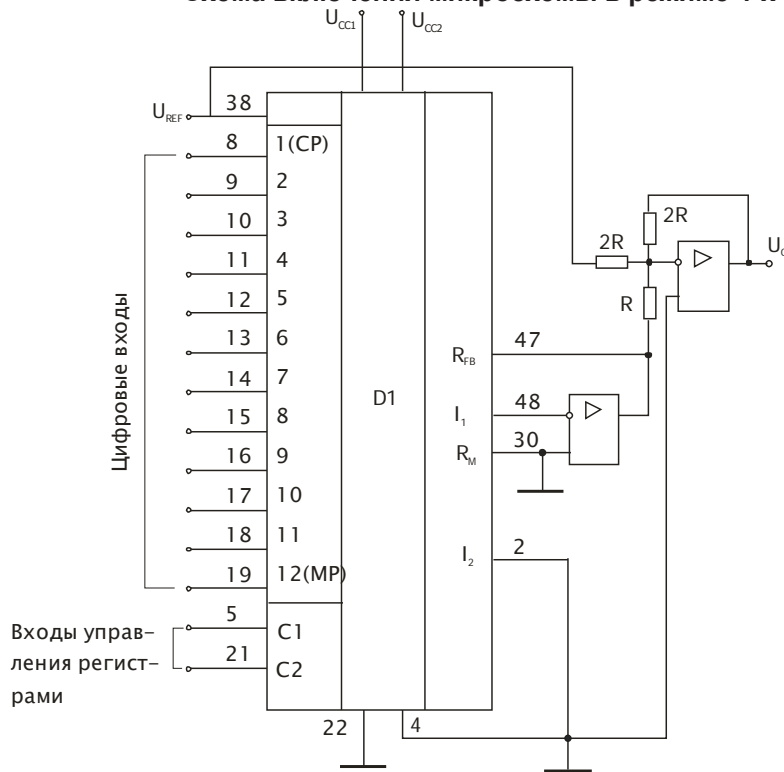 U_CC1 U_CC2
U_REF 38
8 1(CP)
9 2
10 3
11 4
12 5
13 6
14 7
15 8
16 9
17 10
18 11
19 12(MP)
5 C1
21 C2
Цифровые входы
Входы управ–
ления регист–
рами
D1
R_FB 47
I_1 48
R_M 30
I_2 2
22 4
2R
2R
R